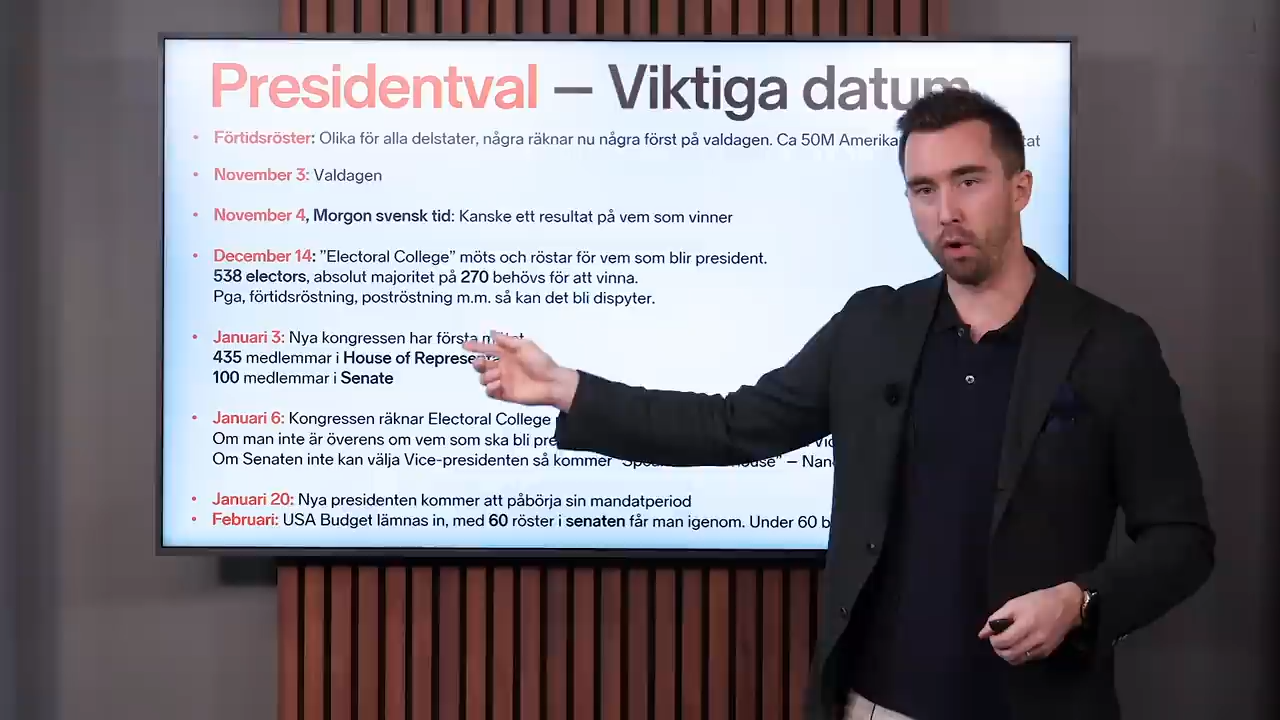 Presidentval – Viktiga datum
• Förtidsröster: Olika för alla delstater, några räknar nu några först på valdagen. Ca 50M
• November 3: Valdagen
• November 4, Morgon svensk tid: Kanske ett resultat på vem som vinner
• December 14: ”Electoral College” möts och röstar för vem som blir president.
538 electors, absolut majoritet på 270 behövs för att vinna.
Pga, förtidsröstning, poströstning m.m. så kan det bli dispyter.
• Januari 3: Nya kongressen har första
435 medlemmar i House of
100 medlemmar i Senate
• Januari 6: Kongressen räknar Electoral College
Om man inte är överens om vem som ska bli
Om Senaten inte kan välja Vice-presidenten så kommer
• Januari 20: Nya presidenten kommer att påbörja sin mandatperiod
• Februari: USA Budget lämnas in, med 60 röster i senaten får man igenom. Under 60